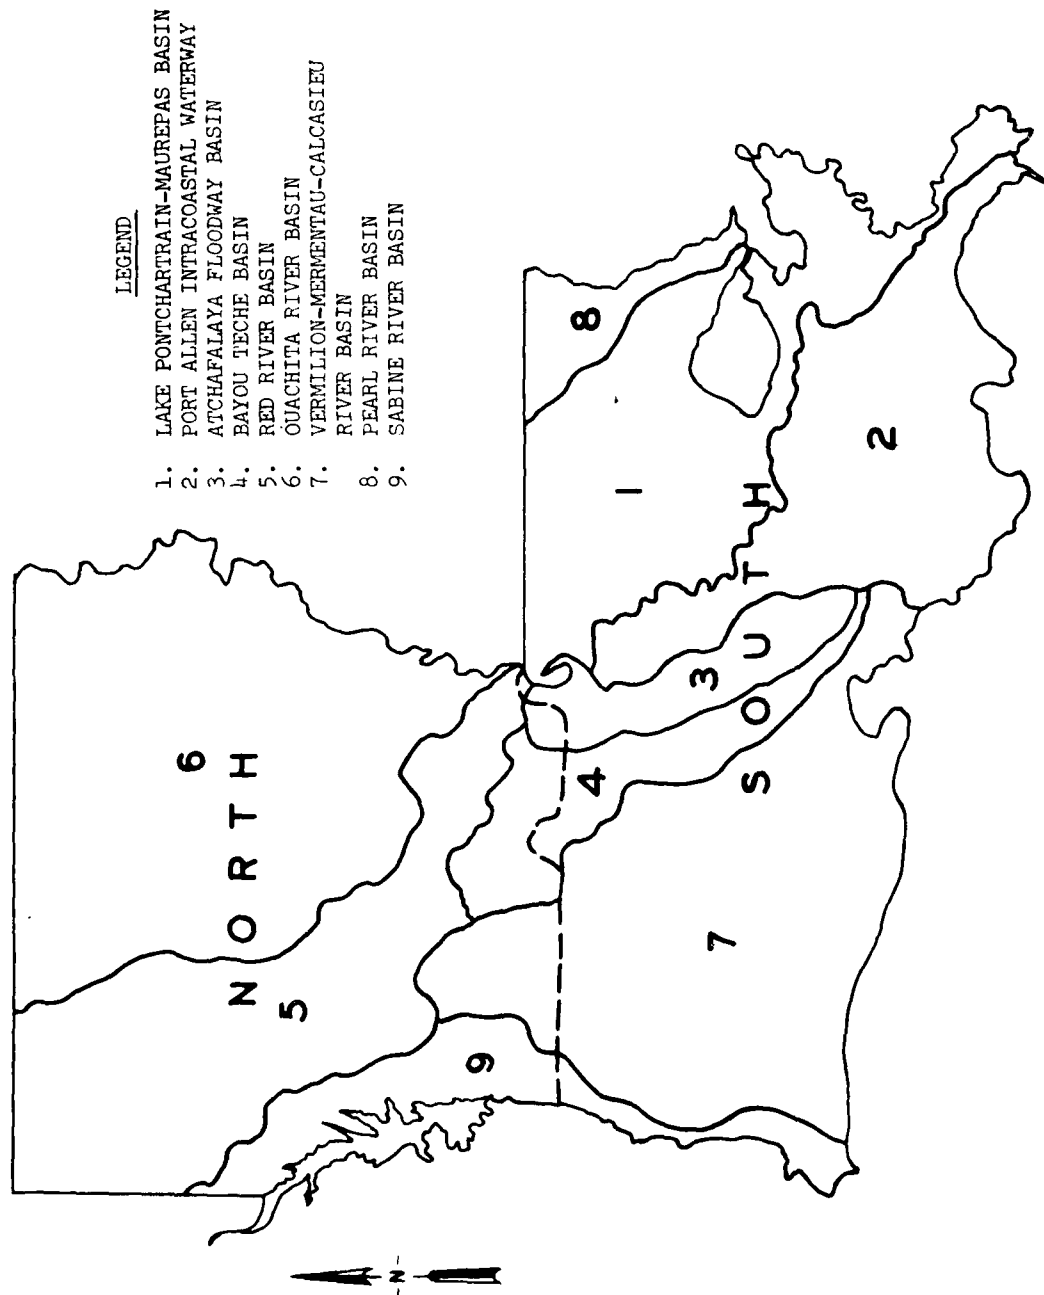 LEGEND
1. LAKE PONTCHARTRAIN-MAUREPAS BASIN
2. PORT ALLEN INTRACOASTAL WATERWAY
3. ATCHAFALAYA FLOODWAY BASIN
4. BAYOU TECHE BASIN
5. RED RIVER BASIN
6. OUACHITA RIVER BASIN
7. VERMILION-MERMENTAU-CALCASIEU
RIVER BASIN
8. PEARL RIVER BASIN
9. SABINE RIVER BASIN
6
NORTH
5
9
8
1
4
3
SOUTH
7
2
N